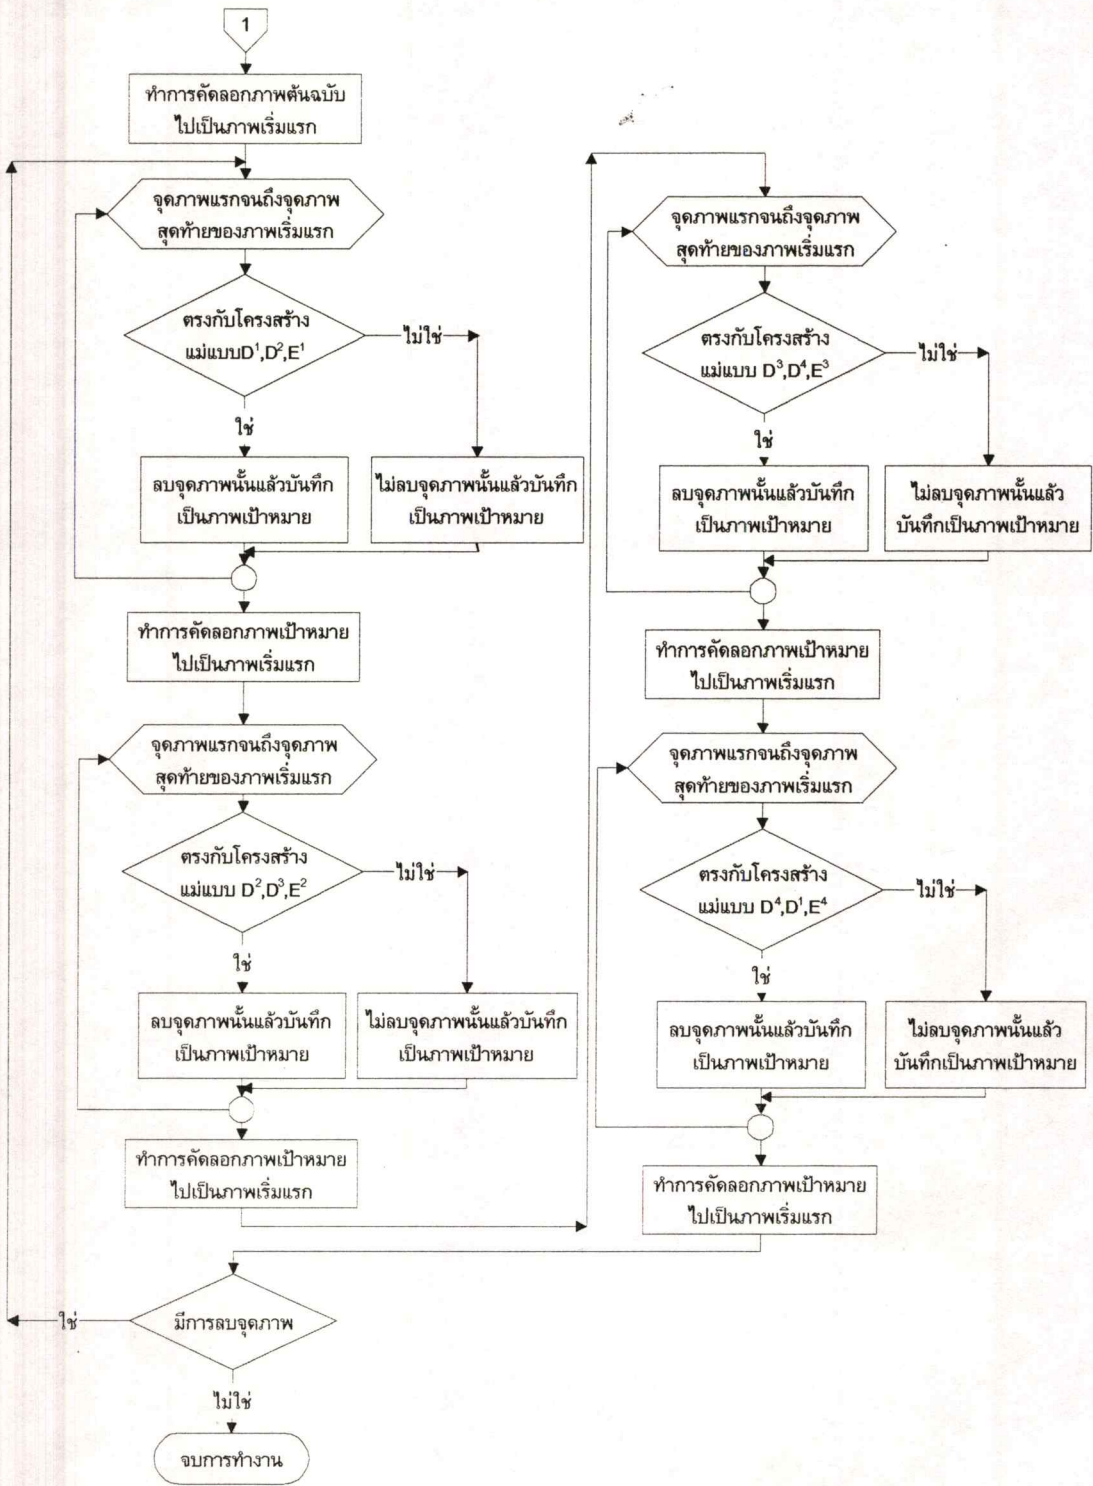 1
ทำการคัดลอกภาพต้นฉบับ
ไปเป็นภาพเริ่มแรก
จุดภาพแรกจนถึงจุดภาพ
สุดท้ายของภาพเริ่มแรก
ตรงกับโครงสร้าง
แม่แบบD¹,D²,E¹
ไม่ใช่
ใช่
ลบจุดภาพนั้นแล้วบันทึก
เป็นภาพเป้าหมาย
ไม่ลบจุดภาพนั้นแล้วบันทึก
เป็นภาพเป้าหมาย
ทำการคัดลอกภาพเป้าหมาย
ไปเป็นภาพเริ่มแรก
จุดภาพแรกจนถึงจุดภาพ
สุดท้ายของภาพเริ่มแรก
ตรงกับโครงสร้าง
แม่แบบ D²,D³,E²
ไม่ใช่
ใช่
ลบจุดภาพนั้นแล้วบันทึก
เป็นภาพเป้าหมาย
ไม่ลบจุดภาพนั้นแล้วบันทึก
เป็นภาพเป้าหมาย
ทำการคัดลอกภาพเป้าหมาย
ไปเป็นภาพเริ่มแรก
จุดภาพแรกจนถึงจุดภาพ
สุดท้ายของภาพเริ่มแรก
ตรงกับโครงสร้าง
แม่แบบ D³,D⁴,E³
ไม่ใช่
ใช่
ลบจุดภาพนั้นแล้วบันทึก
เป็นภาพเป้าหมาย
ไม่ลบจุดภาพนั้นแล้ว
บันทึกเป็นภาพเป้าหมาย
ทำการคัดลอกภาพเป้าหมาย
ไปเป็นภาพเริ่มแรก
จุดภาพแรกจนถึงจุดภาพ
สุดท้ายของภาพเริ่มแรก
ตรงกับโครงสร้าง
แม่แบบ D⁴,D¹,E⁴
ไม่ใช่
ใช่
ลบจุดภาพนั้นแล้วบันทึก
เป็นภาพเป้าหมาย
ไม่ลบจุดภาพนั้นแล้ว
บันทึกเป็นภาพเป้าหมาย
ทำการคัดลอกภาพเป้าหมาย
ไปเป็นภาพเริ่มแรก
มีการลบจุดภาพ
ใช่
ไม่ใช่
จบการทำงาน